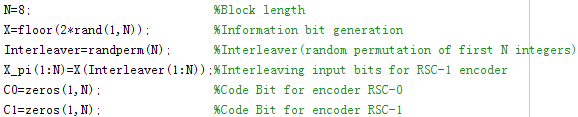 N=8; %Block length
X=floor(2*rand(1,N)); %Information bit generation
Interleaver=randperm(N); %Interleaver(random permutation of first N integers)
X_pi(1:N)=X(Interleaver(1:N));%Interleaving input bits for RSC-1 encoder
C0=zeros(1,N); %Code Bit for encoder RSC-0
C1=zeros(1,N); %Code Bit for encoder RSC-1